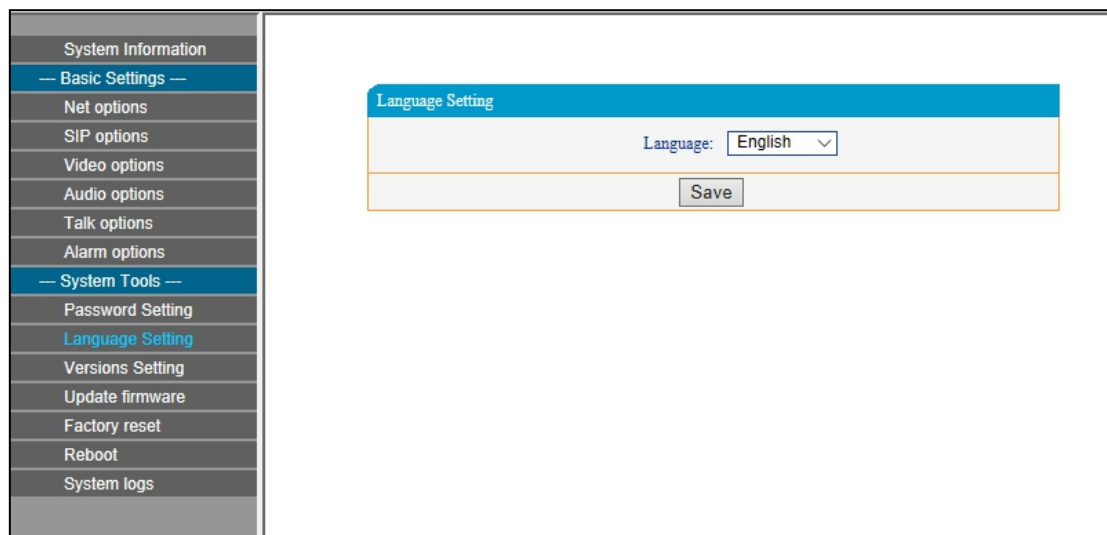 System Information
--- Basic Settings ---
Net options
SIP options
Video options
Audio options
Talk options
Alarm options
--- System Tools ---
Password Setting
Language Setting
Versions Setting
Update firmware
Factory reset
Reboot
System logs
Language Setting
Language: English
Save